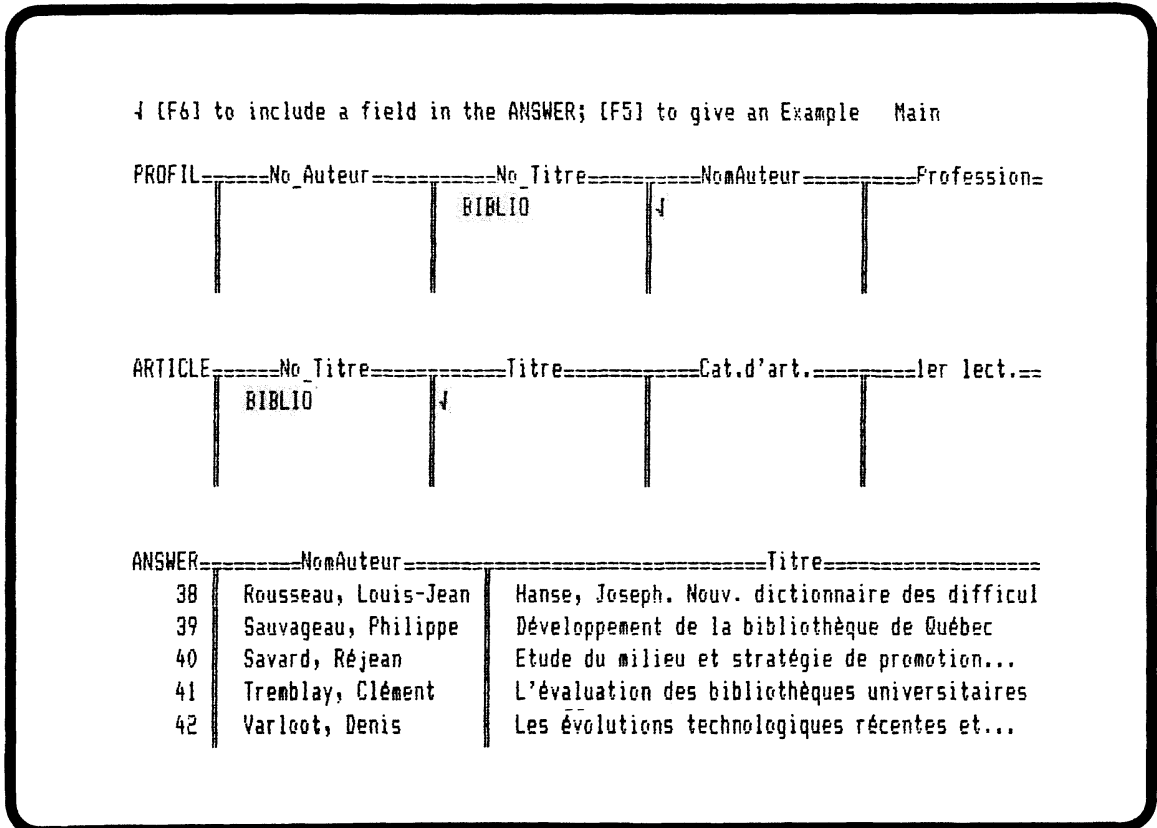 √ [F6] to include a field in the ANSWER; [F5] to give an Example Main
PROFIL No_Auteur No_Titre NomAuteur Profession
BIBLIO √
ARTICLE No_Titre Titre Cat.d'art. 1er lect.
BIBLIO √
ANSWER NomAuteur Titre
38 Rousseau, Louis-Jean Hanse, Joseph. Nouv. dictionnaire des difficul
39 Sauvageau, Philippe Développement de la bibliothèque de Québec
40 Savard, Réjean Etude du milieu et stratégie de promotion...
41 Tremblay, Clément L'évaluation des bibliothèques universitaires
42 Varloot, Denis Les évolutions technologiques récentes et...